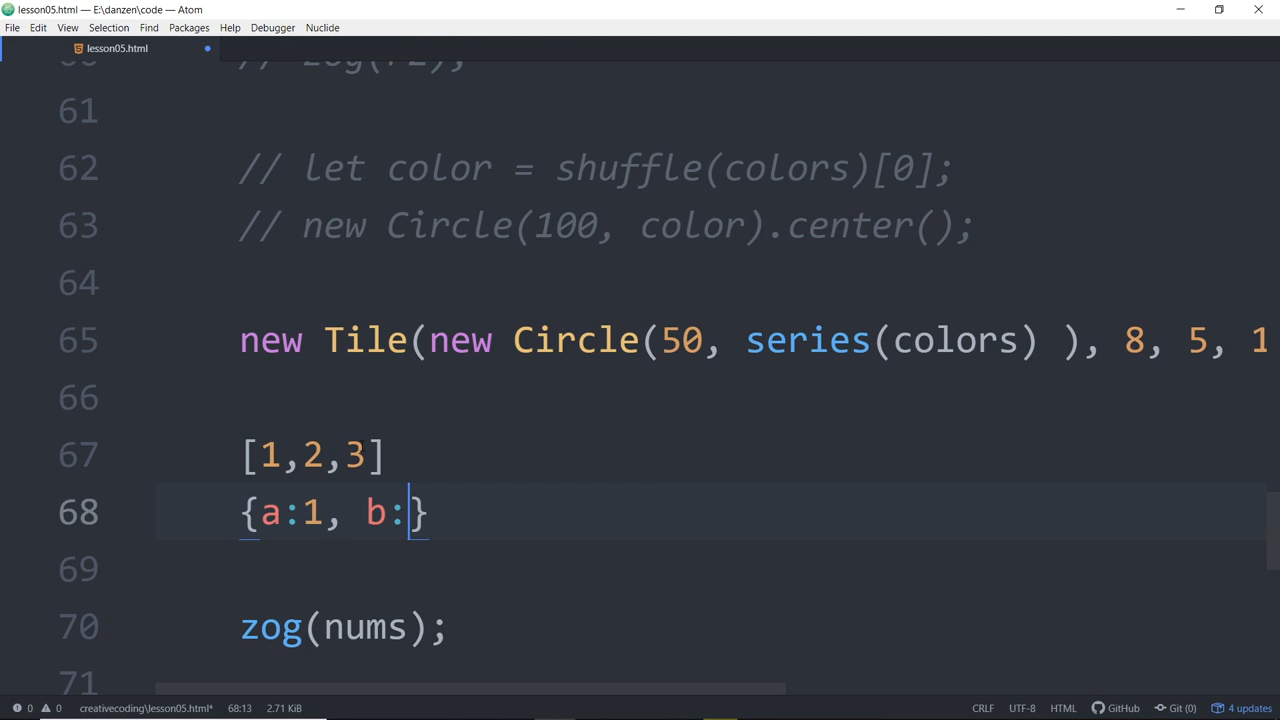 lesson05.html — E:\danzen\code — Atom
File Edit View Selection Find Packages Help Debugger Nuclide
lesson05.html
61
62 // let color = shuffle(colors)[0];
63 // new Circle(100, color).center();
64
65 new Tile(new Circle(50, series(colors) ), 8, 5, 1
66
67 [1,2,3]
68 {a:1, b:}
69
70 zog(nums);
71
0 0 creativecoding\lesson05.html* 68:13 2.71 KiB CRLF UTF-8 HTML GitHub Git (0) 4 updates